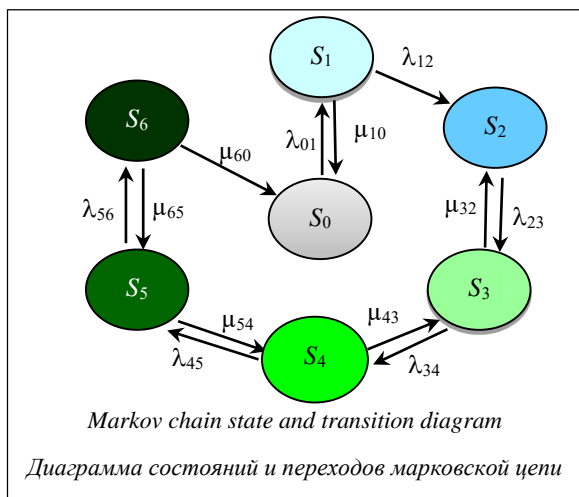 S1
λ12
S6
S2
λ01
μ10
μ60
λ56
μ65
S0
μ32
λ23
S5
S3
μ54
μ43
λ45
S4
λ34
Markov chain state and transition diagram
Диаграмма состояний и переходов марковской цепи